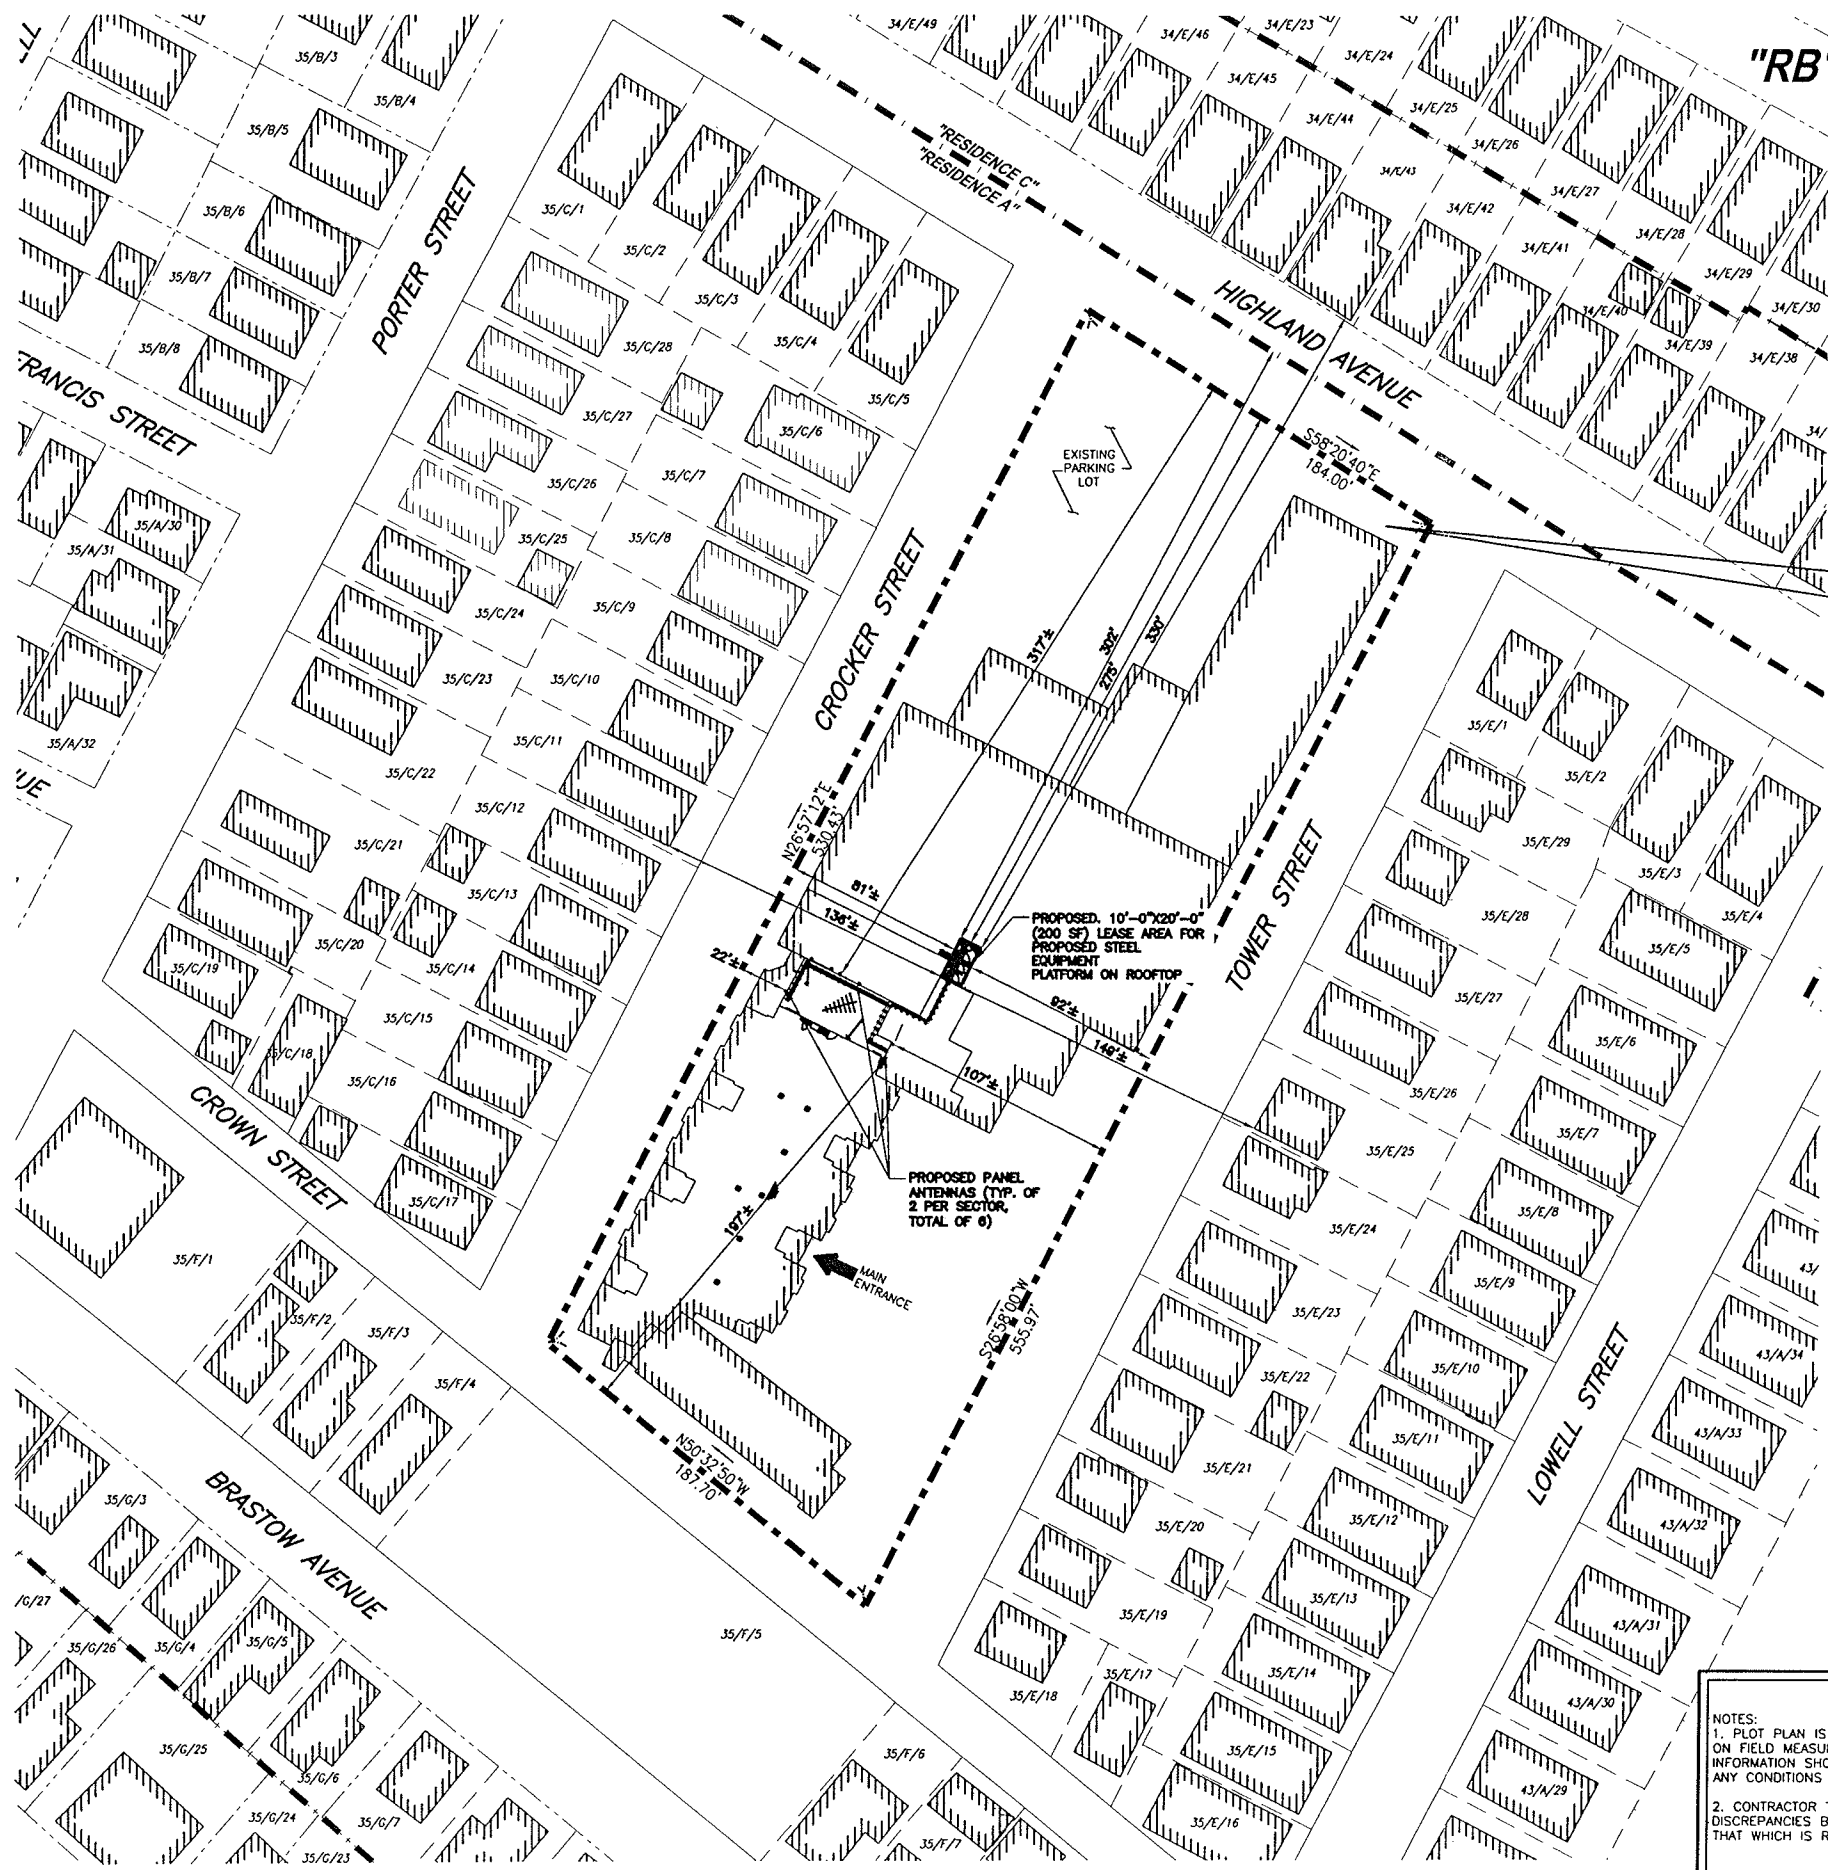 "RB"
34/E/49
34/E/46
34/E/23
34/E/24
34/E/45
34/E/25
34/E/44
34/E/26
34/E/43
34/E/27
34/E/42
34/E/28
34/E/41
34/E/29
34/E/40
34/E/30
34/E/39
34/E/38
"RESIDENCE C"
"RESIDENCE A"
HIGHLAND AVENUE
35/B/3
35/B/4
35/B/5
35/B/6
35/B/7
35/B/8
PORTER STREET
FRANCIS STREET
35/C/1
35/C/2
35/C/3
35/C/4
35/C/5
35/C/28
35/C/27
35/C/6
35/C/26
35/C/7
35/C/25
35/C/8
35/C/24
35/C/9
35/C/23
35/C/10
35/C/22
35/C/11
35/C/12
35/C/21
35/C/13
35/C/20
35/C/14
35/C/19
35/C/15
35/C/18
35/C/16
35/C/17
35/A/30
35/A/31
35/A/32
UE
CROCKER STREET
EXISTING
PARKING
LOT
S58°20'40"E
184.00'
317'±
302'
275'
330'
N26°57'12"E
530.43'
81'±
136'±
22'±
PROPOSED. 10'-0"X20'-0"
(200 SF) LEASE AREA FOR
PROPOSED STEEL
EQUIPMENT
PLATFORM ON ROOFTOP
92'±
149'±
107'±
197'±
PROPOSED PANEL
ANTENNAS (TYP. OF
2 PER SECTOR,
TOTAL OF 6)
MAIN
ENTRANCE
S26°58'00"W
555.97'
N50°32'50"W
187.70'
TOWER STREET
35/E/1
35/E/2
35/E/29
35/E/3
35/E/4
35/E/28
35/E/5
35/E/27
35/E/6
35/E/26
35/E/7
35/E/25
35/E/8
35/E/24
35/E/9
35/E/23
35/E/10
35/E/22
35/E/11
35/E/21
35/E/12
35/E/20
35/E/13
35/E/19
35/E/14
35/E/17
35/E/18
35/E/15
35/E/16
LOWELL STREET
43/
43/A/34
43/A/33
43/A/32
43/A/31
43/A/30
43/A/29
CROWN STREET
35/F/1
35/F/2
35/F/3
35/F/4
35/F/5
35/F/6
35/F/7
BRASTOW AVENUE
35/G/3
/G/27
35/G/26
35/G/4
35/G/5
35/G/25
35/G/6
35/G/24
35/G/7
35/G/23
NOTES:
1. PLOT PLAN IS
ON FIELD MEASU
INFORMATION SHO
ANY CONDITIONS
2. CONTRACTOR T
DISCREPANCIES B
THAT WHICH IS R